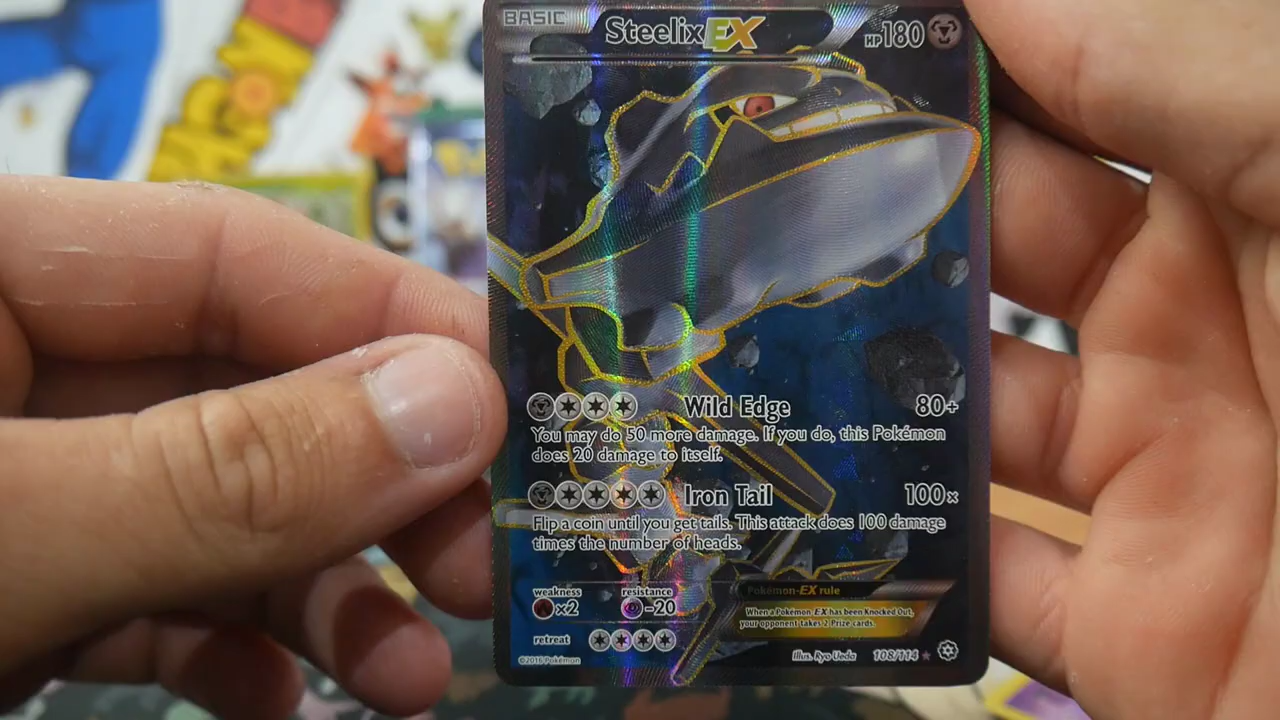 BASIC
SteelixEX
HP180
Wild Edge 80+
You may do 50 more damage. If you do, this Pokémon
does 20 damage to itself.
Iron Tail 100×
Flip a coin until you get tails. This attack does 100 damage
times the number of heads.
weakness resistance
×2 -20
Pokémon-EX rule
When a Pokémon EX has been Knocked Out,
your opponent takes 2 Prize cards.
retreat
©2016 Pokémon
Illus. Ryo Ueda 108/114 ★